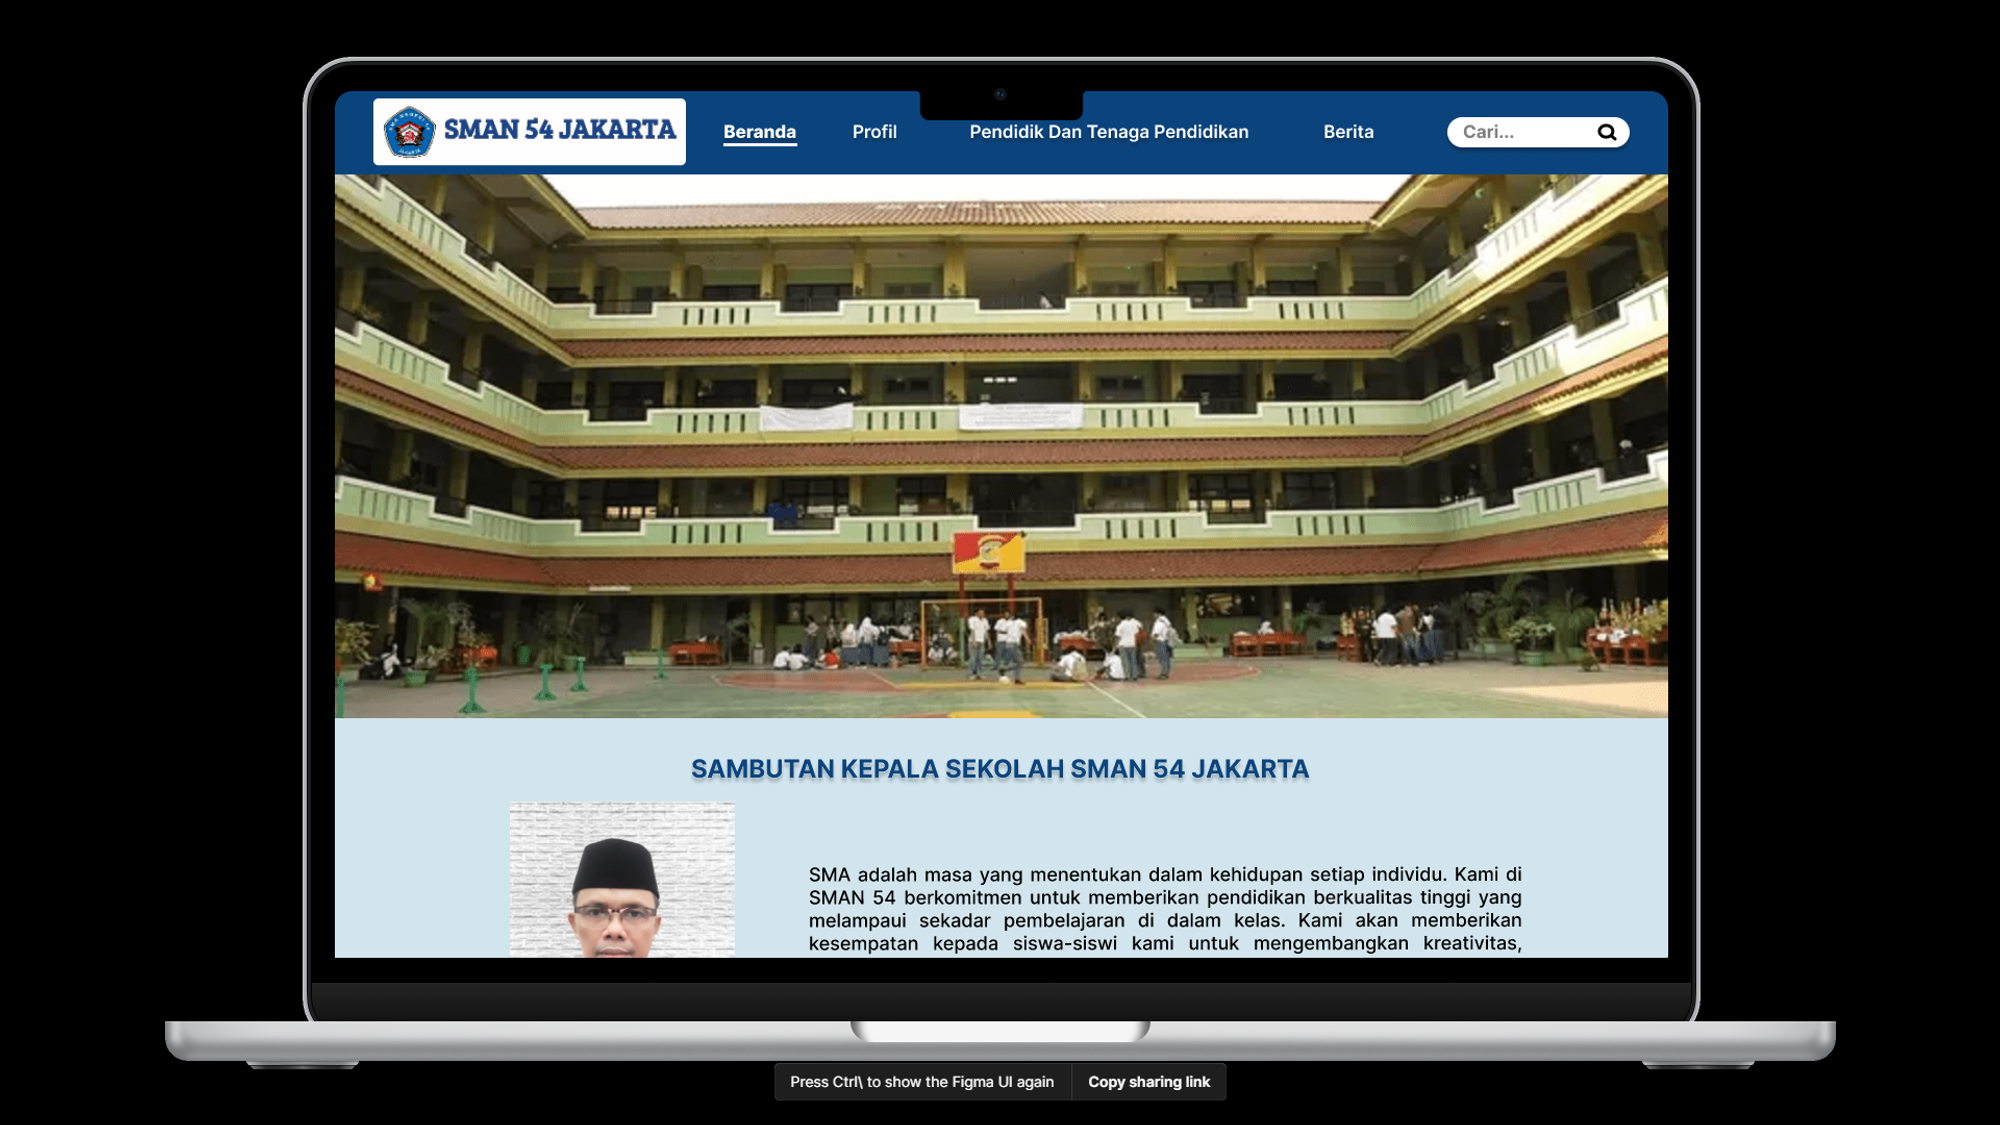 SMAN 54 JAKARTA
Beranda
Profil
Pendidik Dan Tenaga Pendidikan
Berita
Cari...
SAMBUTAN KEPALA SEKOLAH SMAN 54 JAKARTA
SMA adalah masa yang menentukan dalam kehidupan setiap individu. Kami di
SMAN 54 berkomitmen untuk memberikan pendidikan berkualitas tinggi yang
melampaui sekadar pembelajaran di dalam kelas. Kami akan memberikan
kesempatan kepada siswa-siswi kami untuk mengembangkan kreativitas,
Press Ctrl\ to show the Figma UI again
Copy sharing link